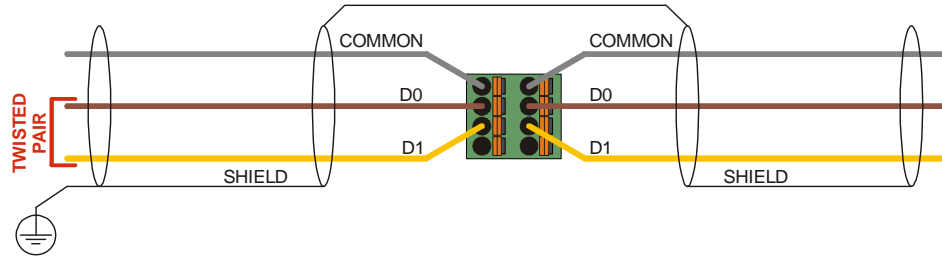 COMMON
COMMON
D0
D0
TWISTED
PAIR
D1
D1
SHIELD
SHIELD